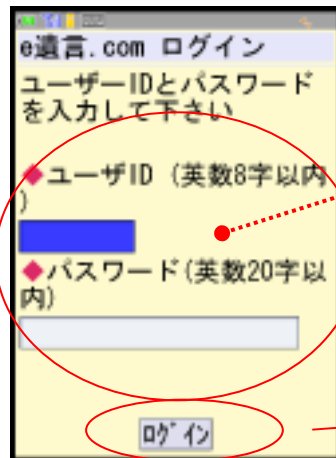 e遺言.com ログイン
ユーザーIDとパスワード
を入力して下さい
◆ユーザID (英数8字以内
)
◆パスワード(英数20字以
内)
ﾛｸﾞｲﾝ